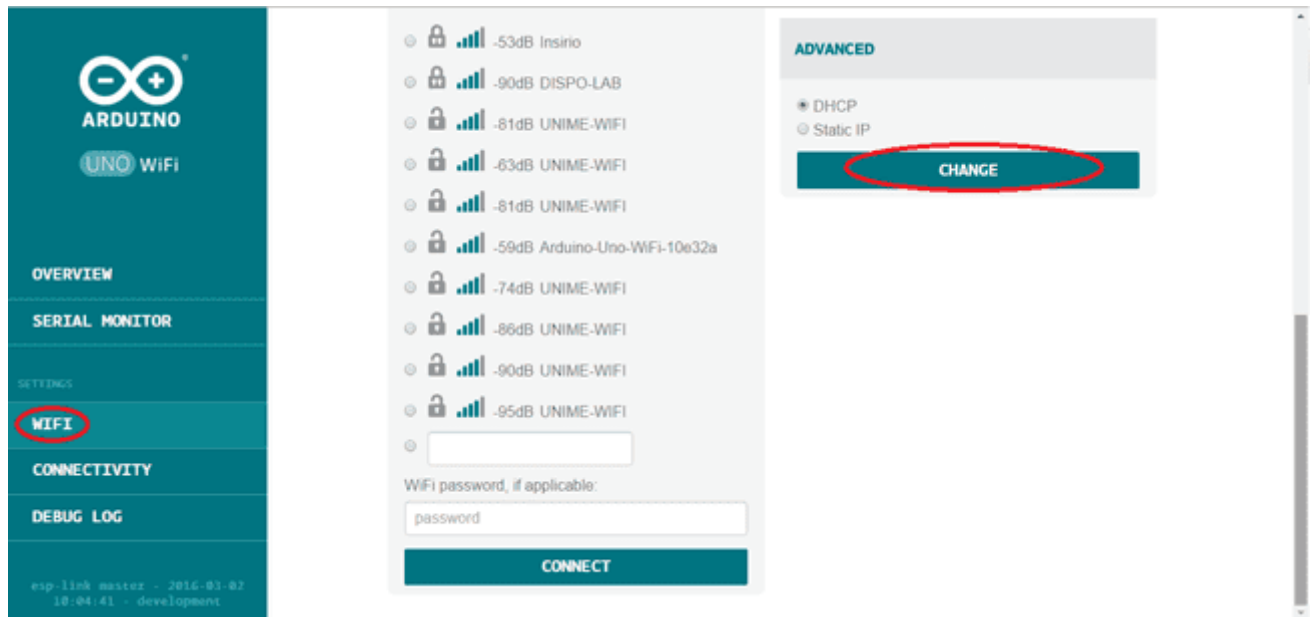 ARDUINO
UNO WiFi
OVERVIEW
SERIAL MONITOR
SETTINGS
WIFI
CONNECTIVITY
DEBUG LOG
esp-link master - 2016-03-02
10:04:41 - development
-53dB Insirio
-90dB DISPO-LAB
-81dB UNIME-WIFI
-63dB UNIME-WIFI
-81dB UNIME-WIFI
-59dB Arduino-Uno-WiFi-10e32a
-74dB UNIME-WIFI
-86dB UNIME-WIFI
-90dB UNIME-WIFI
-95dB UNIME-WIFI
WiFi password, if applicable:
password
CONNECT
ADVANCED
DHCP
Static IP
CHANGE